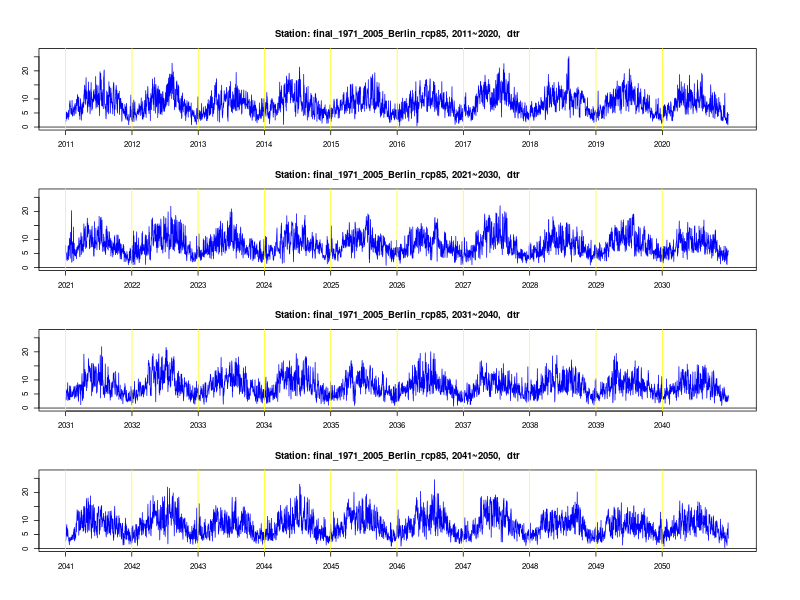 Station: final_1971_2005_Berlin_rcp85, 2011~2020, dtr
20
10
5
0
2011 2012 2013 2014 2015 2016 2017 2018 2019 2020
Station: final_1971_2005_Berlin_rcp85, 2021~2030, dtr
20
10
5
0
2021 2022 2023 2024 2025 2026 2027 2028 2029 2030
Station: final_1971_2005_Berlin_rcp85, 2031~2040, dtr
20
10
5
0
2031 2032 2033 2034 2035 2036 2037 2038 2039 2040
Station: final_1971_2005_Berlin_rcp85, 2041~2050, dtr
20
10
5
0
2041 2042 2043 2044 2045 2046 2047 2048 2049 2050